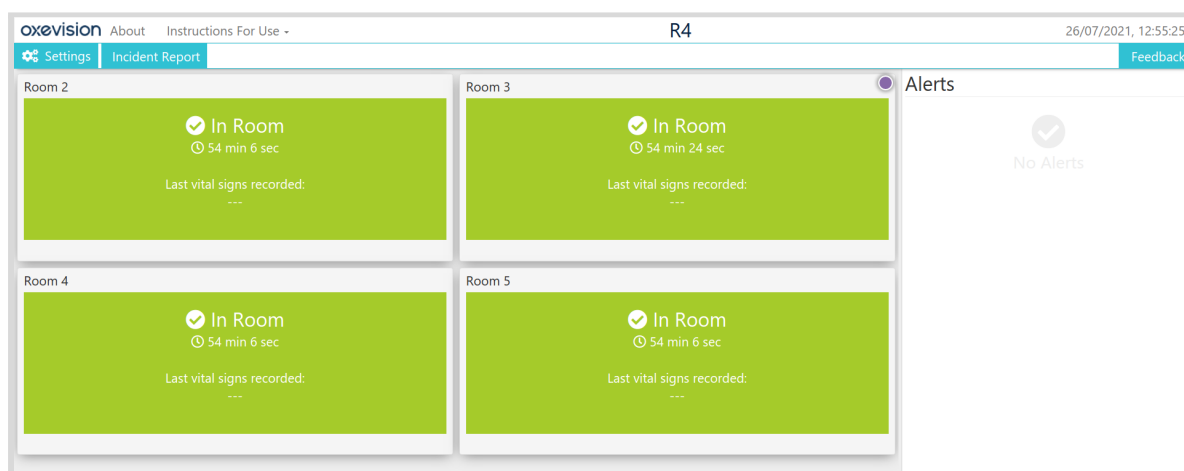 oxevision About Instructions For Use R4 26/07/2021, 12:55:25
Settings Incident Report Feedback
Room 2
In Room
54 min 6 sec
Last vital signs recorded:
---
Room 3
In Room
54 min 24 sec
Last vital signs recorded:
---
Alerts
No Alerts
Room 4
In Room
54 min 6 sec
Last vital signs recorded:
---
Room 5
In Room
54 min 6 sec
Last vital signs recorded:
---